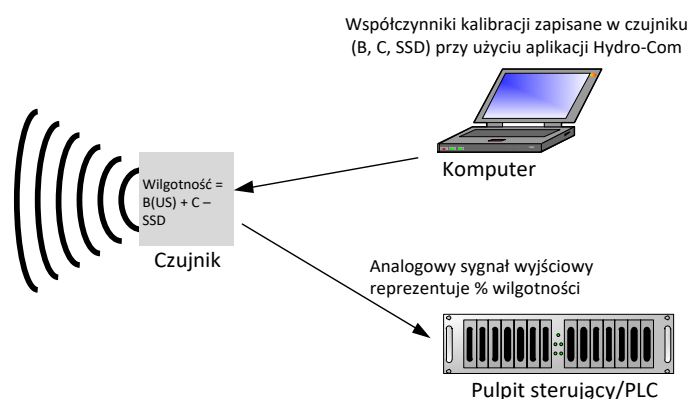 Współczynniki kalibracji zapisane w czujniku
(B, C, SSD) przy użyciu aplikacji Hydro-Com
Komputer
Wilgotność =
B(US) + C –
SSD
Czujnik
Analogowy sygnał wyjściowy
reprezentuje % wilgotności
Pulpit sterujący/PLC